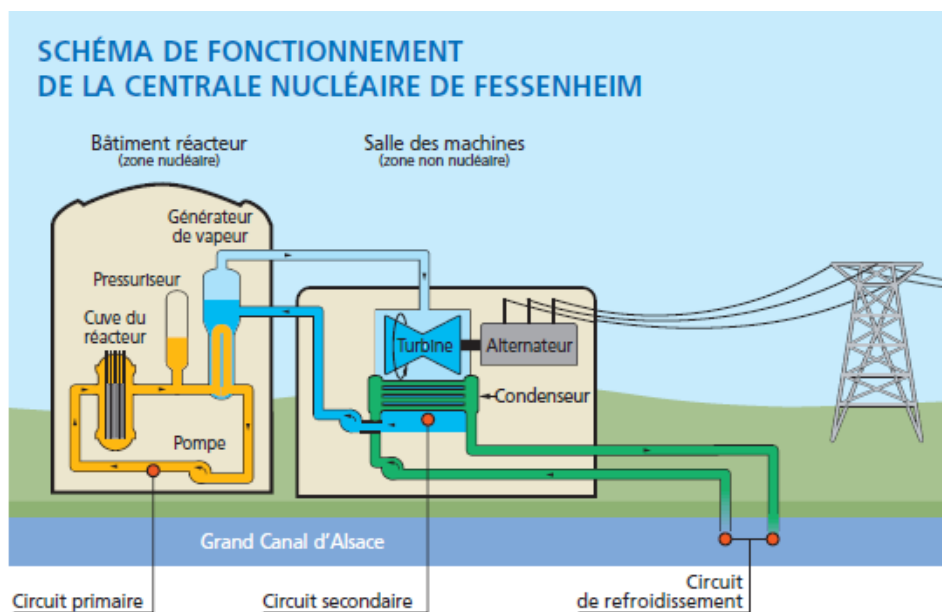 SCHÉMA DE FONCTIONNEMENT
DE LA CENTRALE NUCLÉAIRE DE FESSENHEIM
Bâtiment réacteur
(zone nucléaire)
Salle des machines
(zone non nucléaire)
Générateur
de vapeur
Pressuriseur
Cuve du
réacteur
Turbine
Alternateur
Condenseur
Pompe
Grand Canal d'Alsace
Circuit primaire
Circuit secondaire
Circuit
de refroidissement